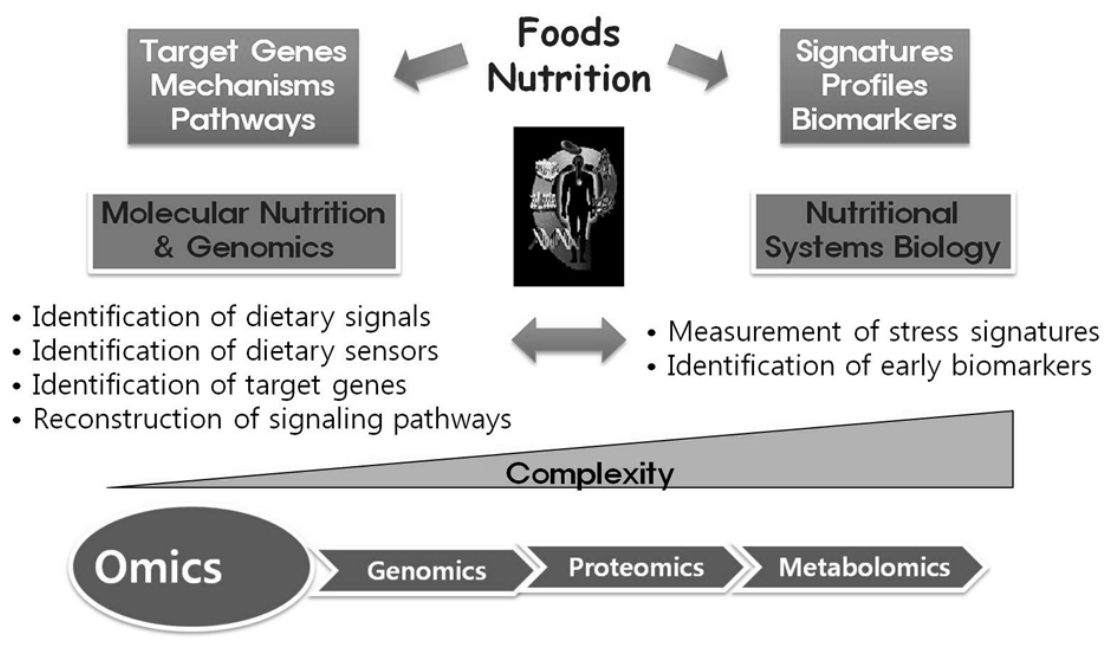 Foods
Nutrition
Target Genes
Mechanisms
Pathways
Signatures
Profiles
Biomarkers
Molecular Nutrition
& Genomics
Nutritional
Systems Biology
• Identification of dietary signals
• Identification of dietary sensors
• Identification of target genes
• Reconstruction of signaling pathways
• Measurement of stress signatures
• Identification of early biomarkers
Complexity
Omics
Genomics
Proteomics
Metabolomics